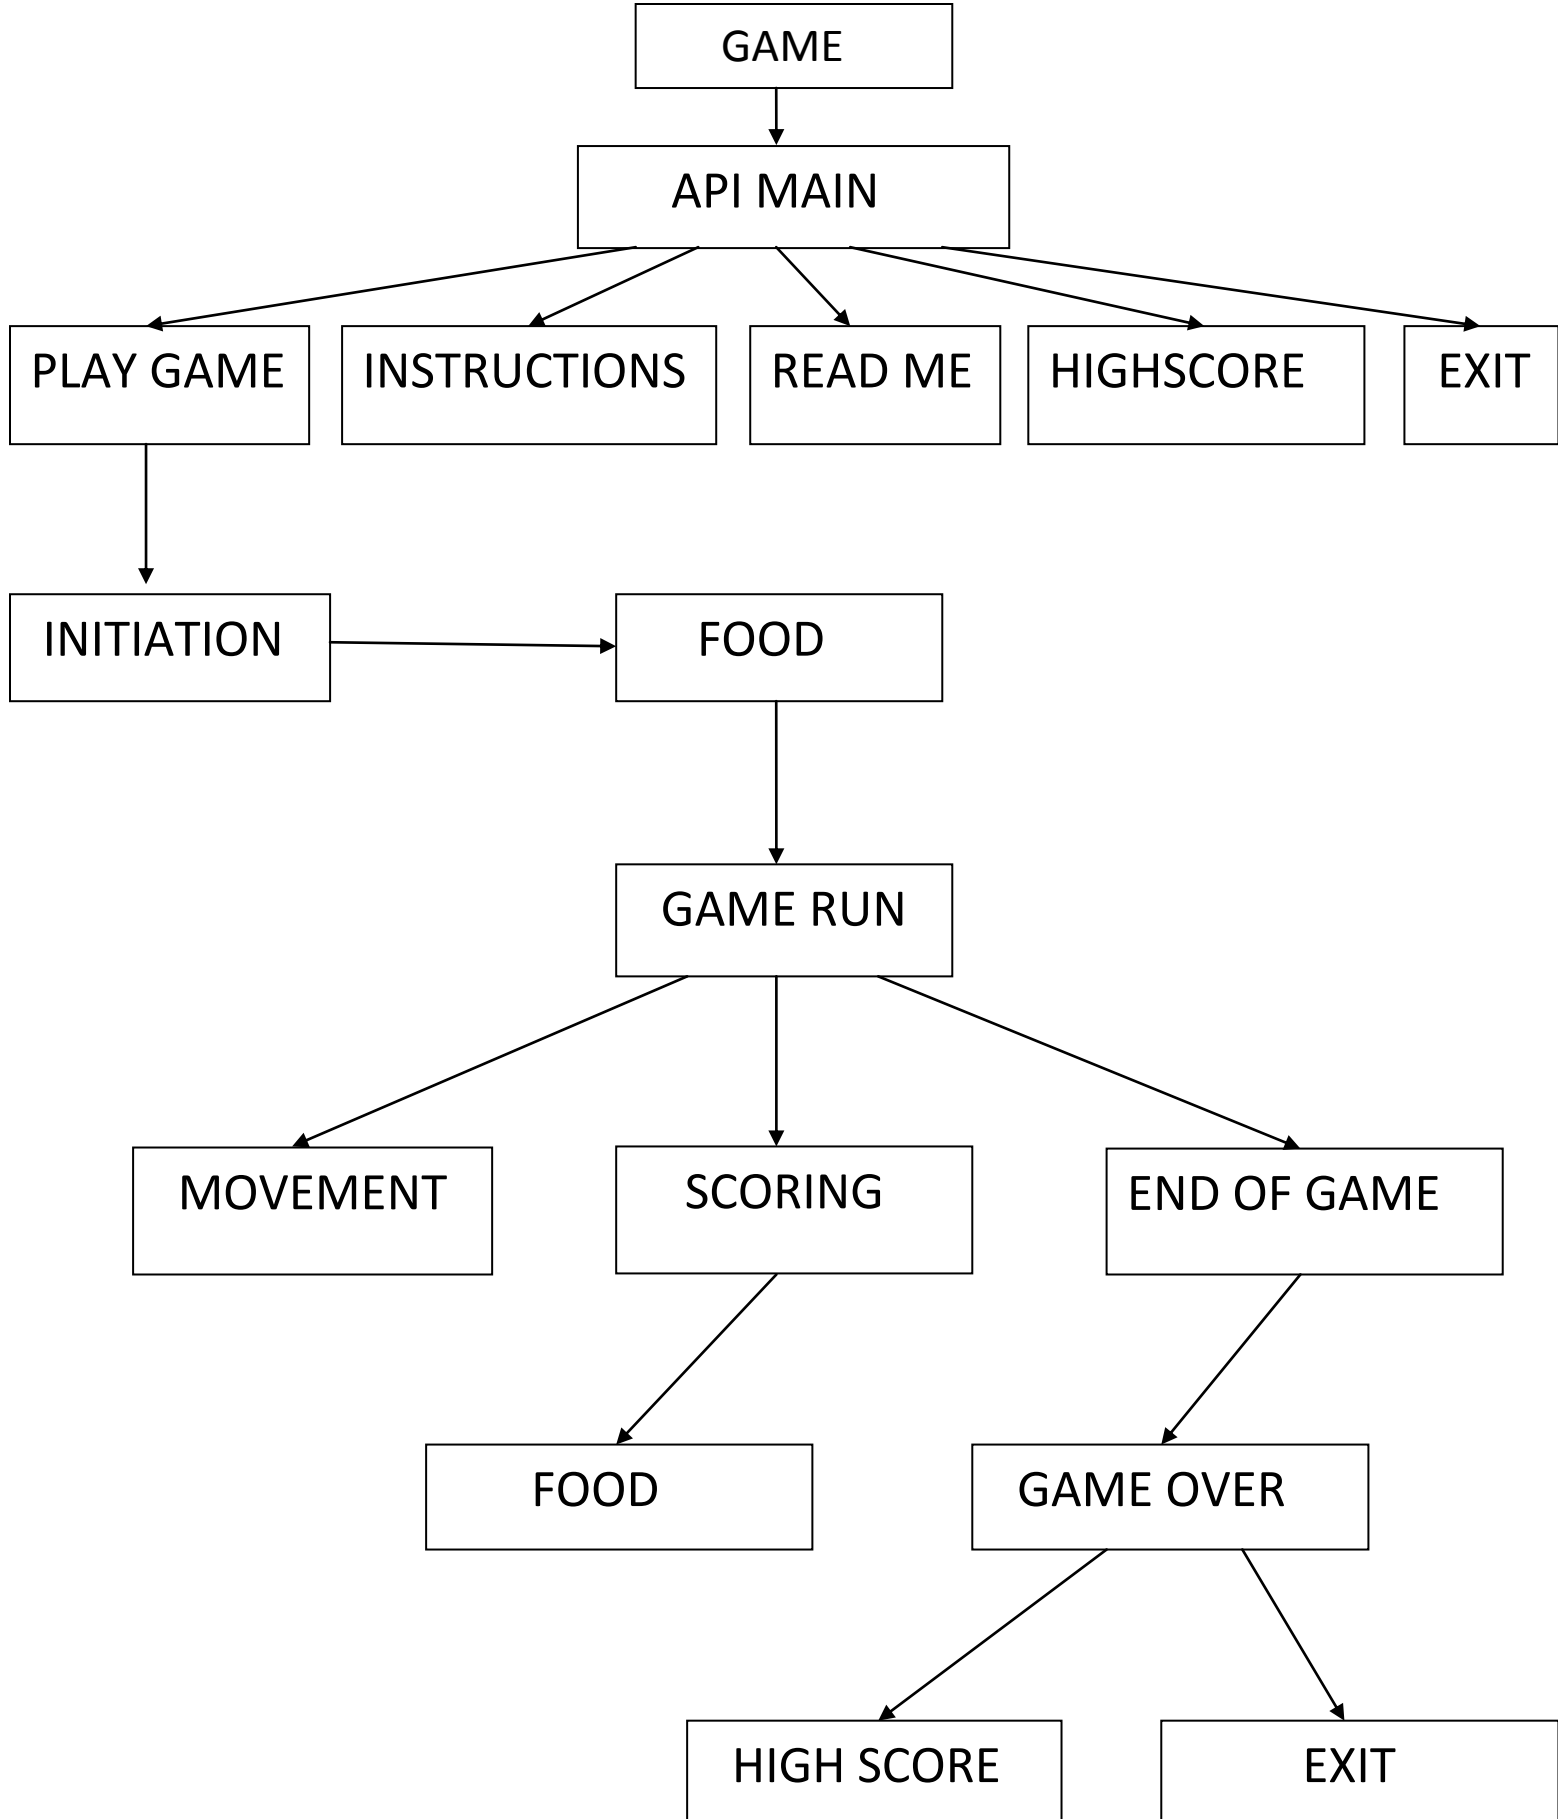 GAME
API MAIN
PLAY GAME
INSTRUCTIONS
READ ME
HIGHSCORE
EXIT
INITIATION
FOOD
GAME RUN
MOVEMENT
SCORING
END OF GAME
FOOD
GAME OVER
HIGH SCORE
EXIT